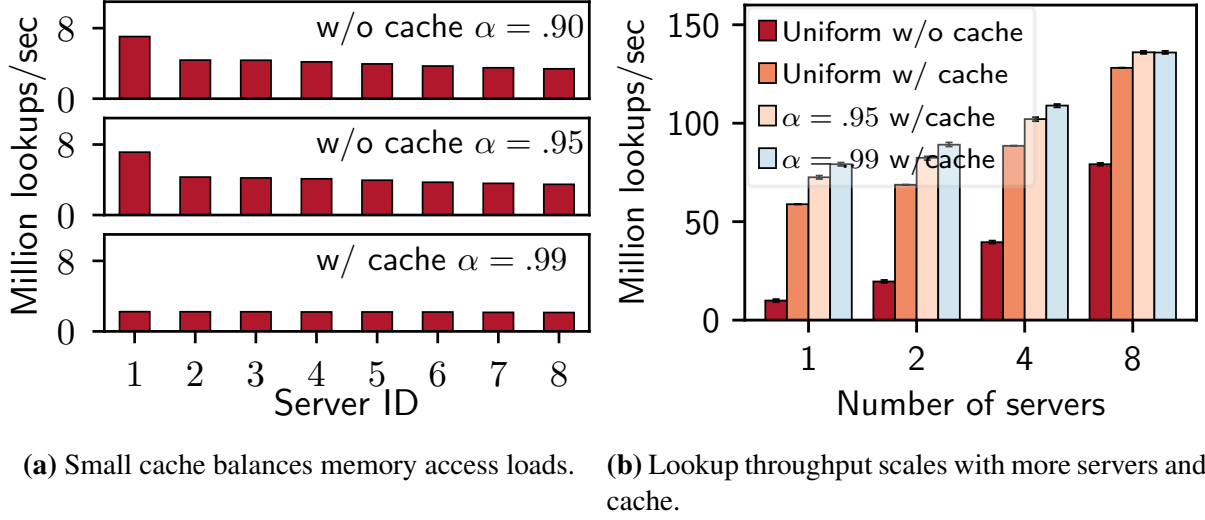 Million lookups/sec
8
0
w/o cache α = .90
8
0
w/o cache α = .95
8
0
w/ cache α = .99
1 2 3 4 5 6 7 8
Server ID
(a) Small cache balances memory access loads.
Million lookups/sec
150
100
50
0
Uniform w/o cache
Uniform w/ cache
α = .95 w/cache
α = .99 w/cache
1 2 4 8
Number of servers
(b) Lookup throughput scales with more servers and
cache.